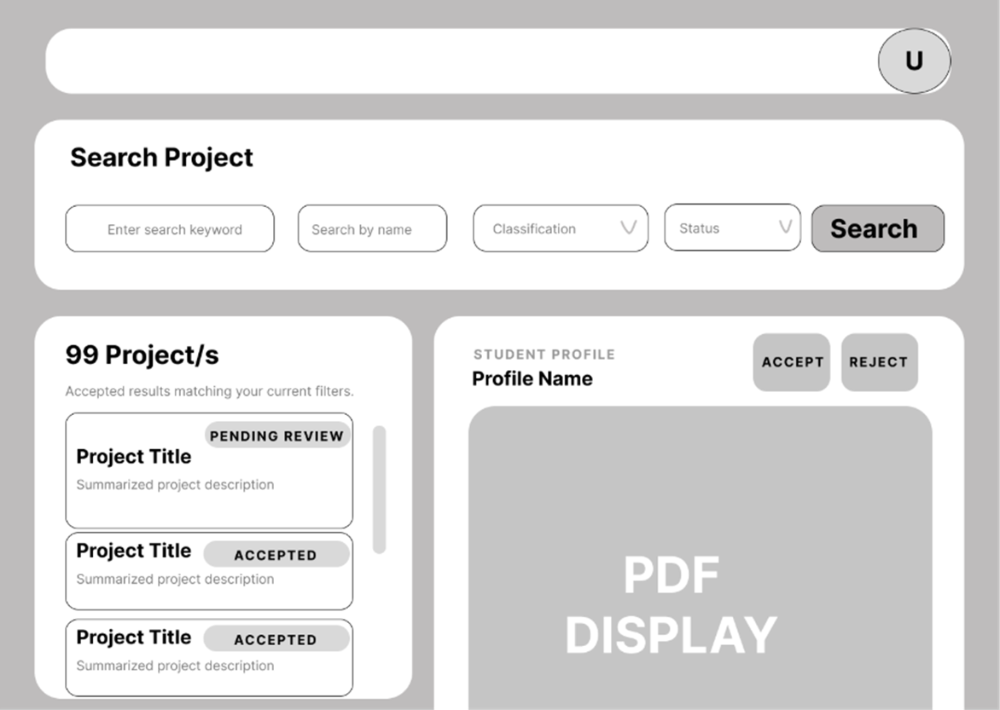 U
Search Project
Enter search keyword
Search by name
Classification
Status
Search
99 Project/s
Accepted results matching your current filters.
PENDING REVIEW
Project Title
Summarized project description
Project Title
ACCEPTED
Summarized project description
Project Title
ACCEPTED
Summarized project description
STUDENT PROFILE
Profile Name
ACCEPT
REJECT
PDF
DISPLAY